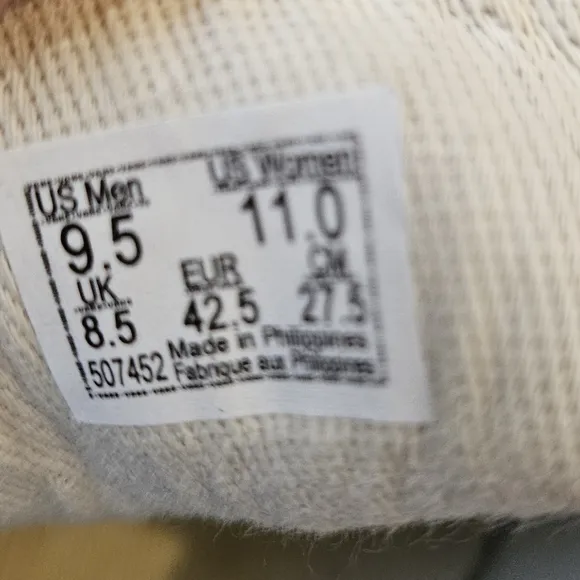 US Men US Women
9.5 11.0
UK EUR CM
8.5 42.5 27.5
507452 Made in Philippines
Fabrique aux Philippines